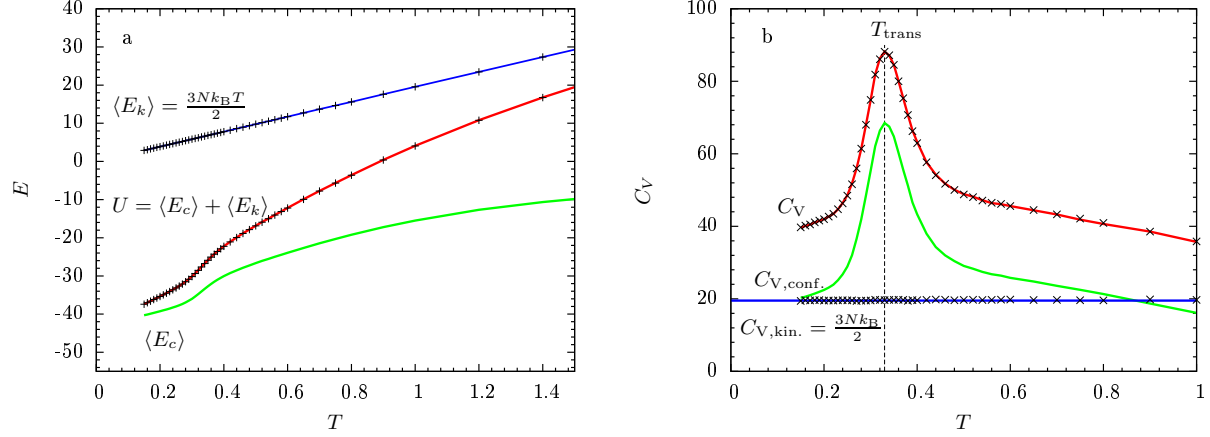 a
40
30
20
10
0
-10
-20
-30
-40
-50
E
⟨E_k⟩ = 3Nk_BT/2
U = ⟨E_c⟩ + ⟨E_k⟩
⟨E_c⟩
0 0.2 0.4 0.6 0.8 1 1.2 1.4
T
b
100
80
60
40
20
0
C_V
T_trans
C_V
C_V,conf.
C_V,kin. = 3Nk_B/2
0 0.2 0.4 0.6 0.8 1
T